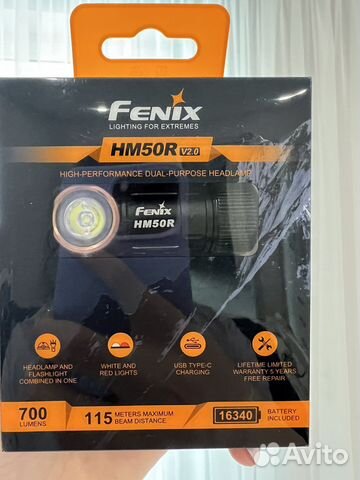 FENIX
LIGHTING FOR EXTREMES
HM50R V2.0
HIGH-PERFORMANCE DUAL-PURPOSE HEADLAMP
FENIX
HM50R
HEADLAMP AND
FLASHLIGHT
COMBINED IN ONE
WHITE AND
RED LIGHTS
USB TYPE-C
CHARGING
LIFETIME LIMITED
WARRANTY 5 YEARS
FREE REPAIR
700
LUMENS
115 METERS MAXIMUM
BEAM DISTANCE
16340 BATTERY
INCLUDED
Avito